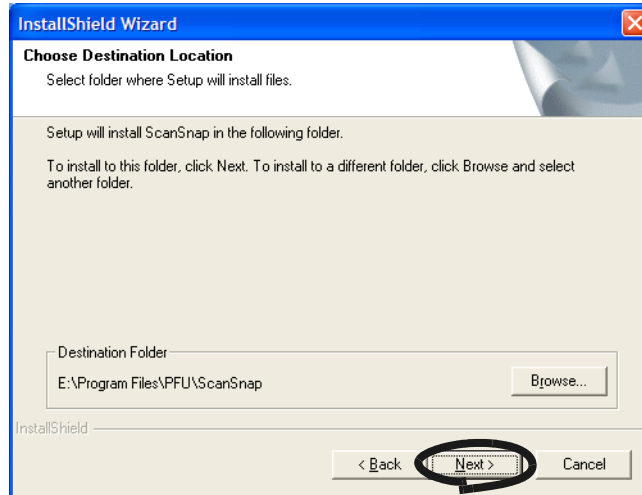 InstallShield Wizard
Choose Destination Location
Select folder where Setup will install files.
Setup will install ScanSnap in the following folder.
To install to this folder, click Next. To install to a different folder, click Browse and select
another folder.
Destination Folder
E:\Program Files\PFU\ScanSnap
Browse...
InstallShield
< Back
Next >
Cancel